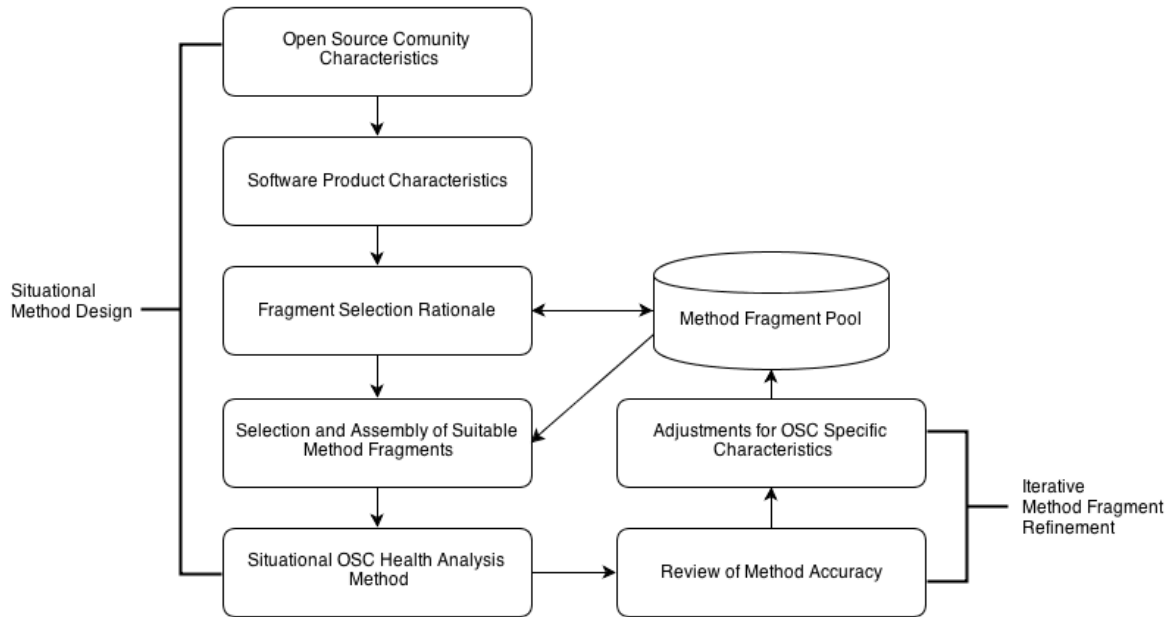 Open Source Comunity
Characteristics
Software Product Characteristics
Situational
Method Design
Fragment Selection Rationale
Method Fragment Pool
Selection and Assembly of Suitable
Method Fragments
Adjustments for OSC Specific
Characteristics
Iterative
Method Fragment
Refinement
Situational OSC Health Analysis
Method
Review of Method Accuracy